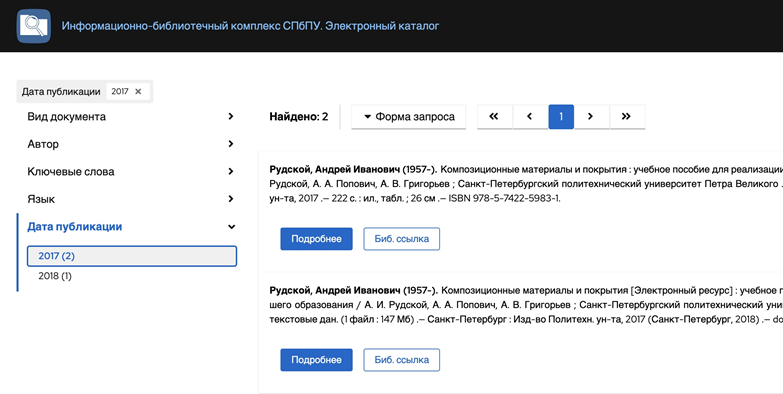 Информационно-библиотечный комплекс СПбПУ. Электронный каталог
Дата публикации 2017 ×
Вид документа
Автор
Ключевые слова
Язык
Дата публикации
2017 (2)
2018 (1)
Найдено: 2
Форма запроса
1
Рудской, Андрей Иванович (1957-). Композиционные материалы и покрытия : учебное пособие для реализаци
Рудской, А. А. Попович, А. В. Григорьев ; Санкт-Петербургский политехнический университет Петра Великого .
ун-та, 2017 .— 222 с. : ил., табл. ; 26 см .— ISBN 978-5-7422-5983-1.
Подробнее Биб. ссылка
Рудской, Андрей Иванович (1957-). Композиционные материалы и покрытия [Электронный ресурс] : учебное п
шего образования / А. И. Рудской, А. А. Попович, А. В. Григорьев ; Санкт-Петербургский политехнический уни
текстовые дан. (1 файл : 147 Мб) .— Санкт-Петербург : Изд-во Политехн. ун-та, 2017 (Санкт-Петербург, 2018) .— do
Подробнее Биб. ссылка